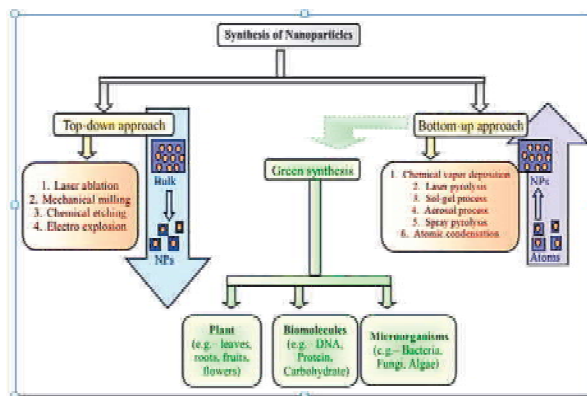 Synthesis of Nanoparticles
Top-down approach
Bottom-up approach
Bulk
NPs
1. Laser ablation
2. Mechanical milling
3. Chemical etching
4. Electro explosion
Green synthesis
1. Chemical vapor deposition
2. Laser pyrolysis
3. Sol-gel process
4. Aerosol process
5. Spray pyrolysis
6. Atomic condensation
NPs
Atoms
Plant
(e.g.- leaves,
roots, fruits,
flowers)
Biomolecules
(e.g.- DNA,
Protein,
Carbohydrate)
Microorganisms
(e.g.- Bacteria,
Fungi, Algae)